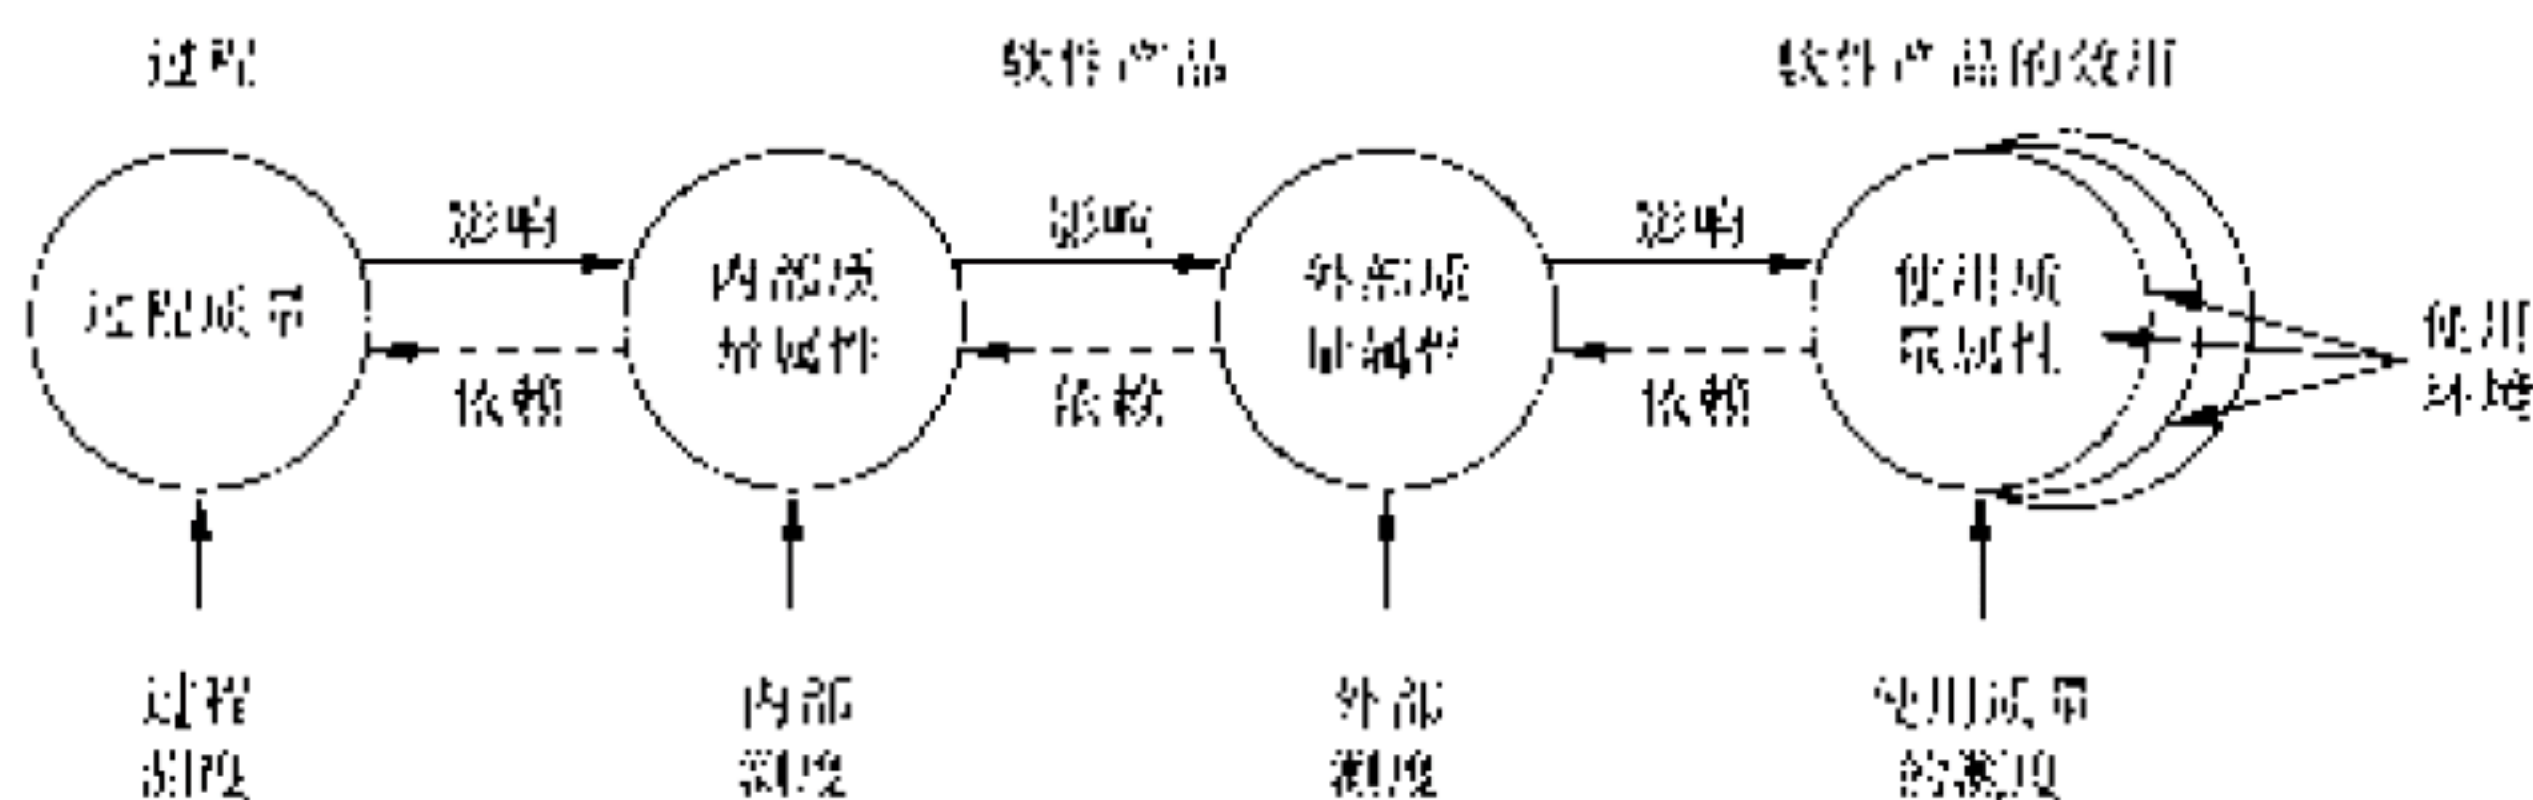 过程
软件产品
软件产品的效用
影响
影响
影响
过程质量
内部质
量属性
外部质
量属性
使用质
量属性
使用
环境
依赖
依赖
依赖
过程
测度
内部
测度
外部
测度
使用质量
的测度